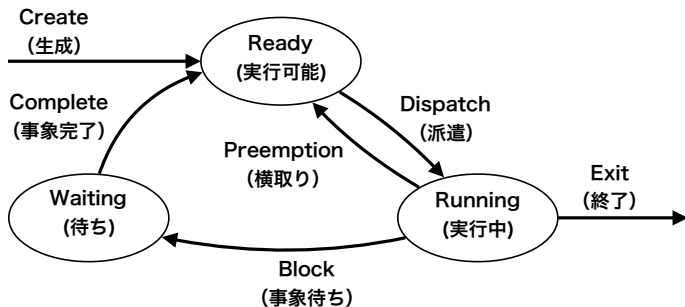 Create
（生成）
Ready
(実行可能)
Complete
（事象完了）
Dispatch
（派遣）
Preemption
（横取り）
Waiting
(待ち)
Running
(実行中)
Exit
（終了）
Block
（事象待ち）